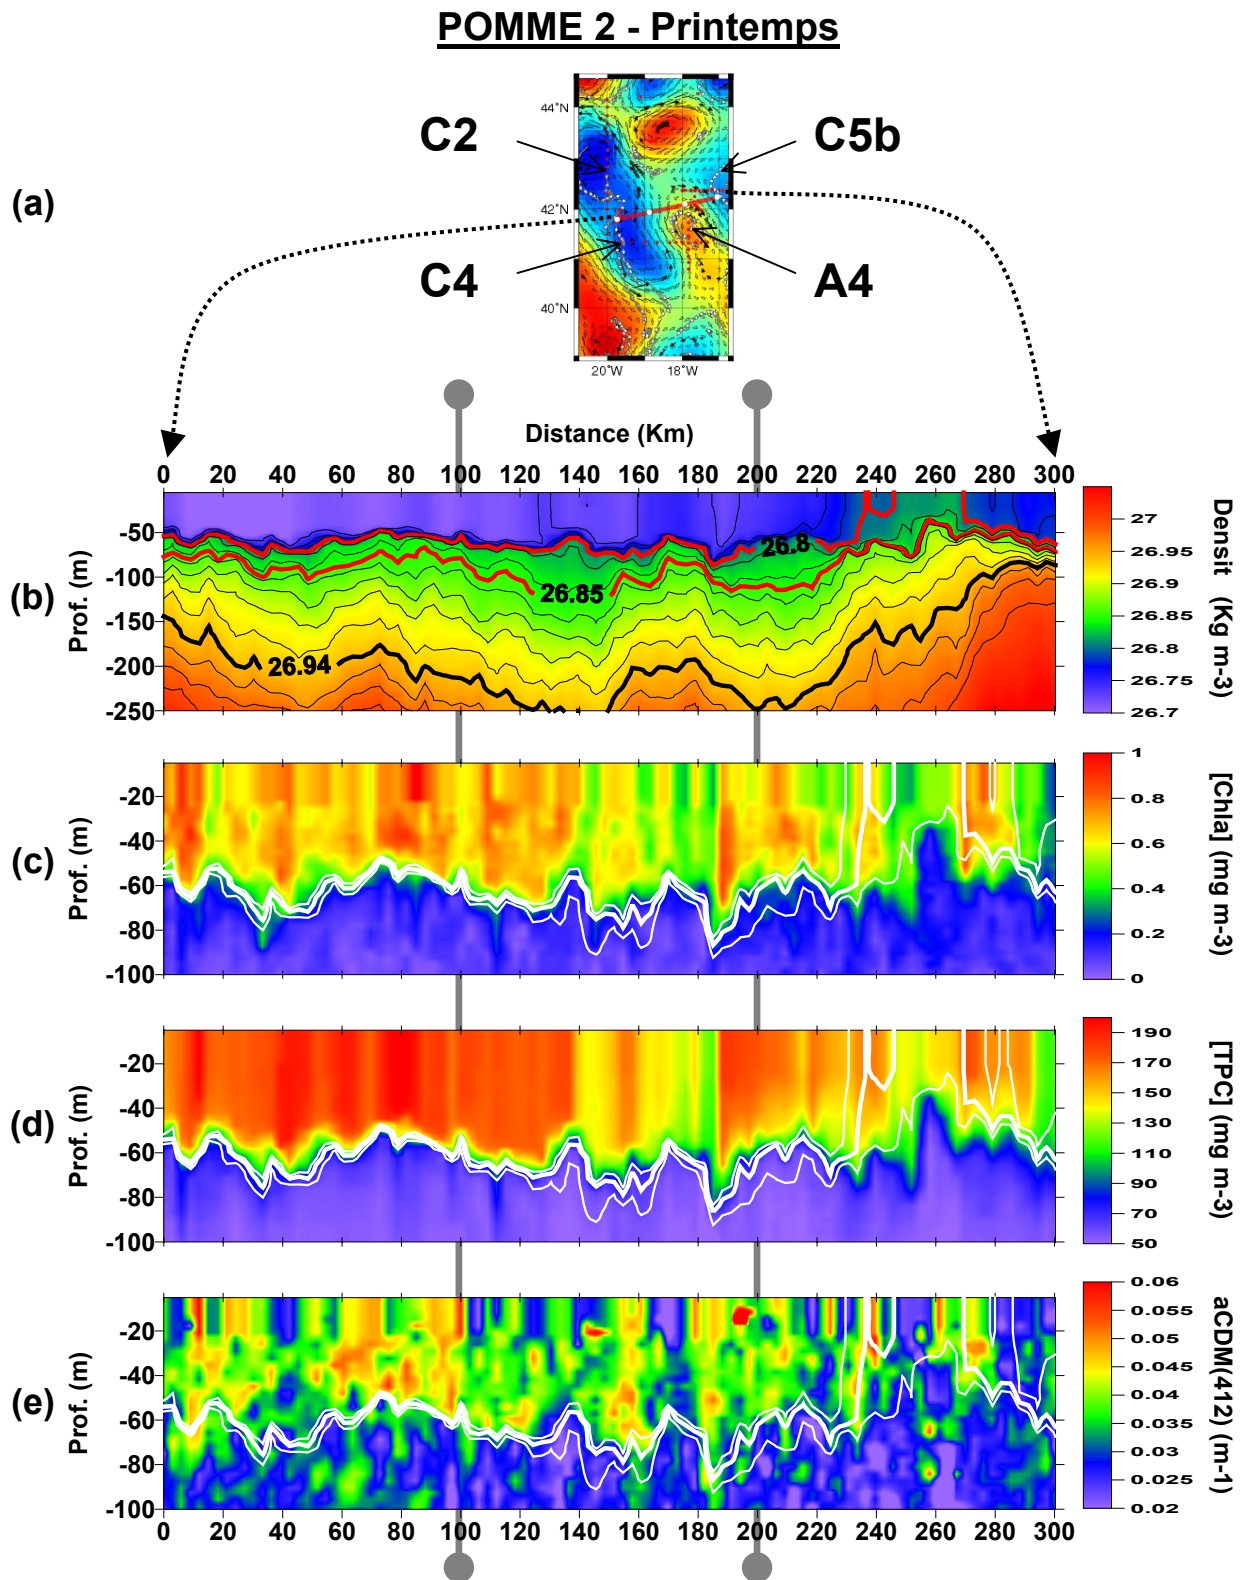 POMME 2 - Printemps
(a)
C2
C5b
C4
A4
44°N
42°N
40°N
20°W 18°W
Distance (Km)
0 20 40 60 80 100 120 140 160 180 200 220 240 260 280 300
(b)
Prof. (m)
-50
-100
-150
-200
-250
26.8
26.85
26.94
27
26.95
26.9
26.85
26.8
26.75
26.7
Densit (Kg m-3)
(c)
Prof. (m)
-20
-40
-60
-80
-100
1
0.8
0.6
0.4
0.2
0
[Chla] (mg m-3)
(d)
Prof. (m)
-20
-40
-60
-80
-100
190
170
150
130
110
90
70
50
[TPC] (mg m-3)
(e)
Prof. (m)
-20
-40
-60
-80
-100
0.06
0.055
0.05
0.045
0.04
0.035
0.03
0.025
0.02
aCDM(412) (m-1)
0 20 40 60 80 100 120 140 160 180 200 220 240 260 280 300